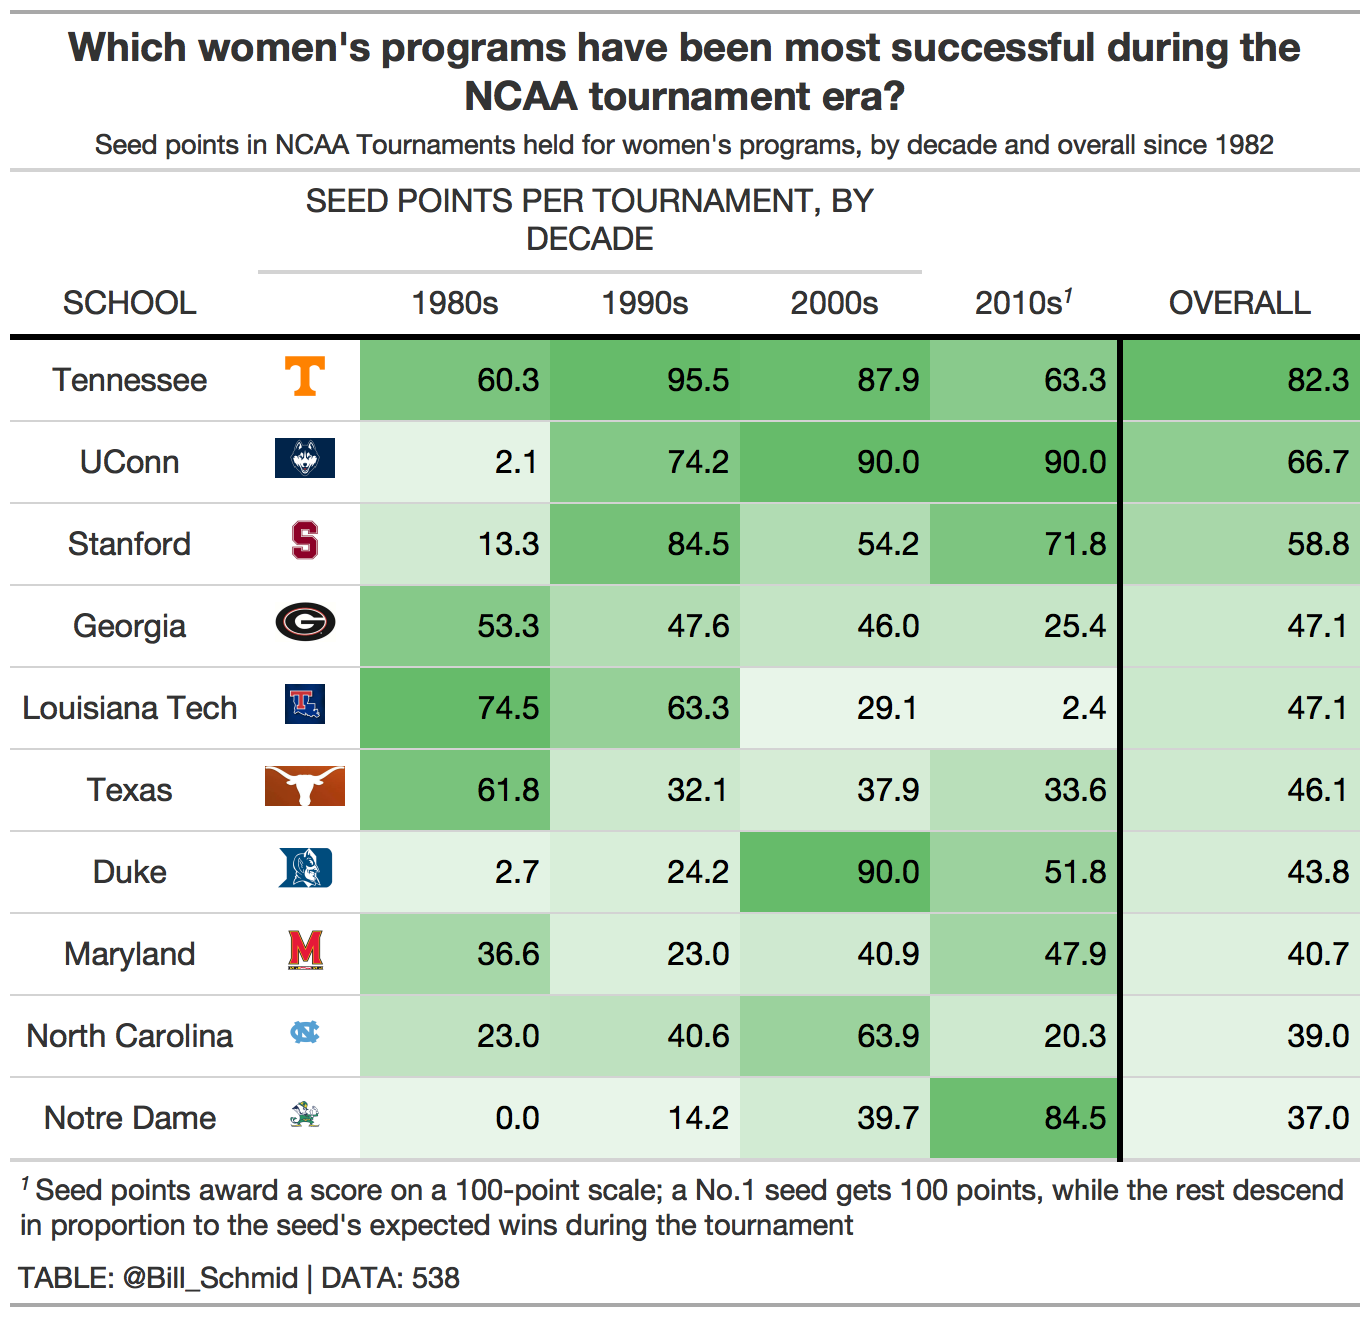 Which women's programs have been most successful during the
NCAA tournament era?
Seed points in NCAA Tournaments held for women's programs, by decade and overall since 1982
SEED POINTS PER TOURNAMENT, BY
DECADE
SCHOOL 1980s 1990s 2000s 2010s1 OVERALL
Tennessee T 60.3 95.5 87.9 63.3 82.3
UConn 2.1 74.2 90.0 90.0 66.7
Stanford S 13.3 84.5 54.2 71.8 58.8
Georgia G 53.3 47.6 46.0 25.4 47.1
Louisiana Tech T 74.5 63.3 29.1 2.4 47.1
Texas 61.8 32.1 37.9 33.6 46.1
Duke D 2.7 24.2 90.0 51.8 43.8
Maryland M 36.6 23.0 40.9 47.9 40.7
North Carolina NC 23.0 40.6 63.9 20.3 39.0
Notre Dame 0.0 14.2 39.7 84.5 37.0
1 Seed points award a score on a 100-point scale; a No.1 seed gets 100 points, while the rest descend
in proportion to the seed's expected wins during the tournament
TABLE: @Bill_Schmid | DATA: 538